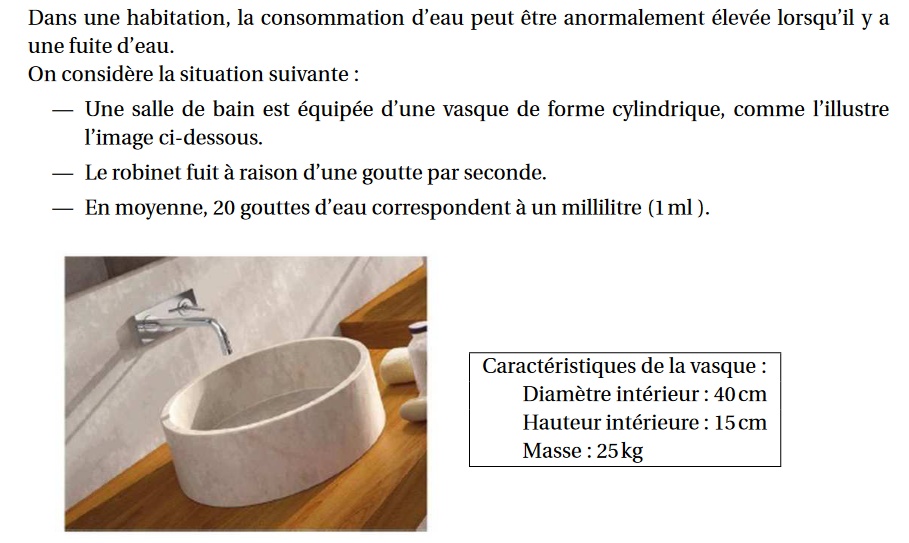 Dans une habitation, la consommation d’eau peut être anormalement élevée lorsqu’il y a
une fuite d’eau.
On considère la situation suivante :
— Une salle de bain est équipée d’une vasque de forme cylindrique, comme l’illustre
l’image ci-dessous.
— Le robinet fuit à raison d’une goutte par seconde.
— En moyenne, 20 gouttes d’eau correspondent à un millilitre (1 ml ).
Caractéristiques de la vasque :
Diamètre intérieur : 40 cm
Hauteur intérieure : 15 cm
Masse : 25 kg